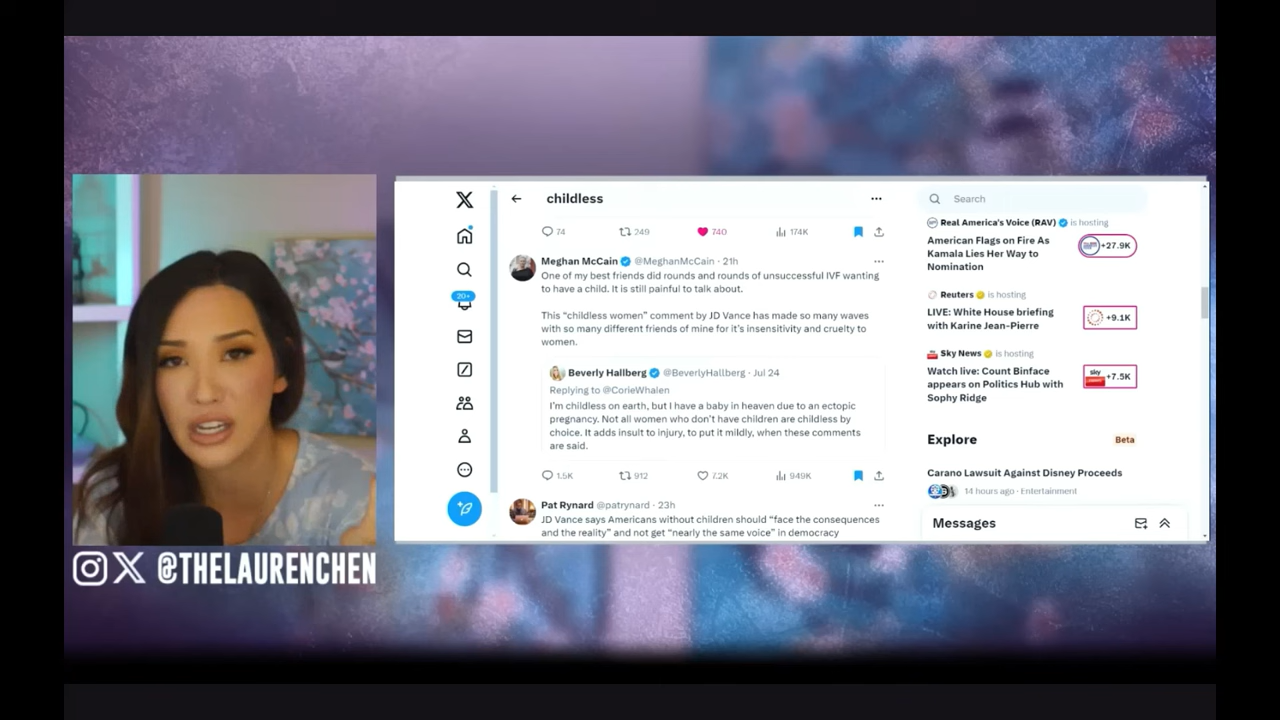 childless
74 249 740 174K
Meghan McCain @MeghanMcCain · 21h
One of my best friends did rounds and rounds of unsuccessful IVF wanting
to have a child. It is still painful to talk about.
This “childless women” comment by JD Vance has made so many waves
with so many different friends of mine for it’s insensitivity and cruelty to
women.
Beverly Hallberg @BeverlyHallberg · Jul 24
Replying to @CorieWhalen
I’m childless on earth, but I have a baby in heaven due to an ectopic
pregnancy. Not all women who don’t have children are childless by
choice. It adds insult to injury, to put it mildly, when these comments
are said.
1.5K 912 7.2K 949K
Pat Rynard @patrynard · 23h
JD Vance says Americans without children should “face the consequences
and the reality” and not get “nearly the same voice” in democracy
20+
Search
Real America's Voice (RAV) is hosting
American Flags on Fire As
Kamala Lies Her Way to
Nomination
+27.9K
Reuters is hosting
LIVE: White House briefing
with Karine Jean-Pierre
+9.1K
Sky News is hosting
Watch live: Count Binface
appears on Politics Hub with
Sophy Ridge
sky
+7.5K
Explore
Beta
Carano Lawsuit Against Disney Proceeds
14 hours ago · Entertainment
Messages
X @THELAURENCHEN